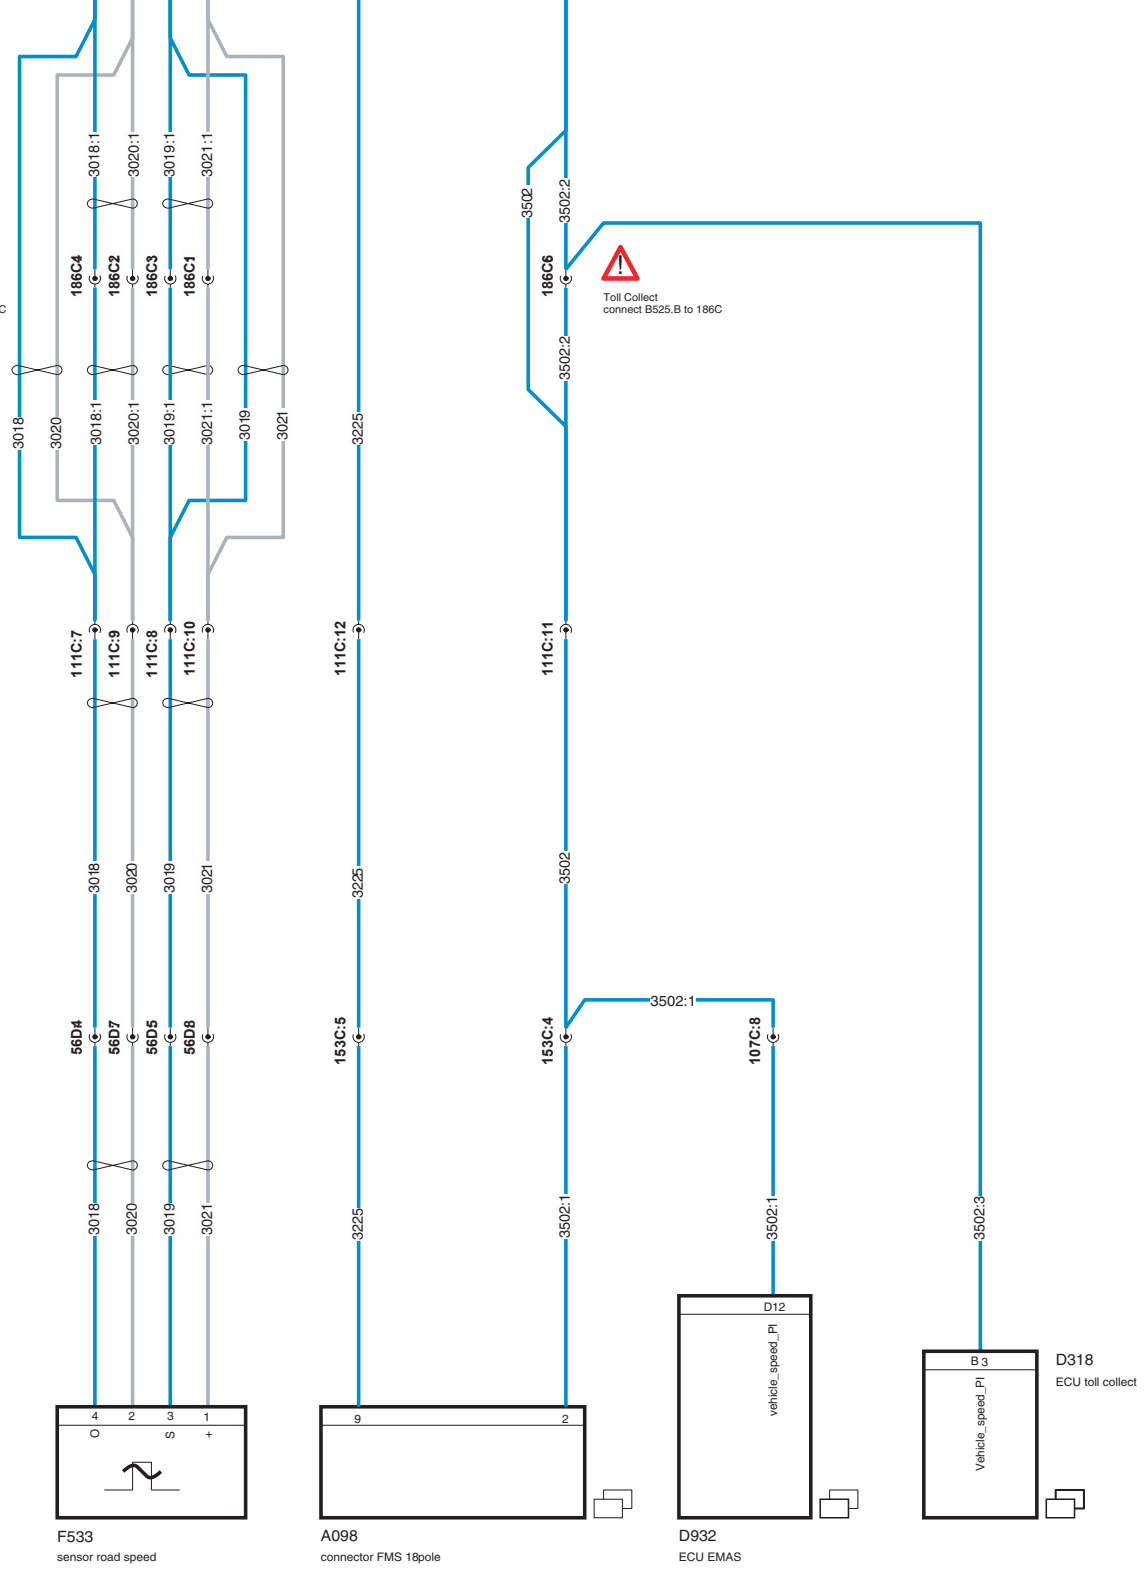 3018:1
3020:1
3019:1
3021:1
3502
3502:2
186C4
186C2
186C3
186C1
186C6
Toll Collect
connect B525.B to 186C
C
3502:2
3018
3020
3018:1
3020:1
3019:1
3021:1
3019
3021
3225
111C:7
111C:9
111C:8
111C:10
111C:12
111C:11
3018
3020
3019
3021
3225
3502
3502:1
56D4
56D7
56D5
56D8
153C:5
153C:4
107C:8
3018
3020
3019
3021
3225
3502:1
3502:1
3502:3
D12
vehicle_speed_PI
B 3
Vehicle_speed_PI
D318
ECU toll collect
4 2 3 1
O S +
9 2
F533
sensor road speed
A098
connector FMS 18pole
D932
ECU EMAS